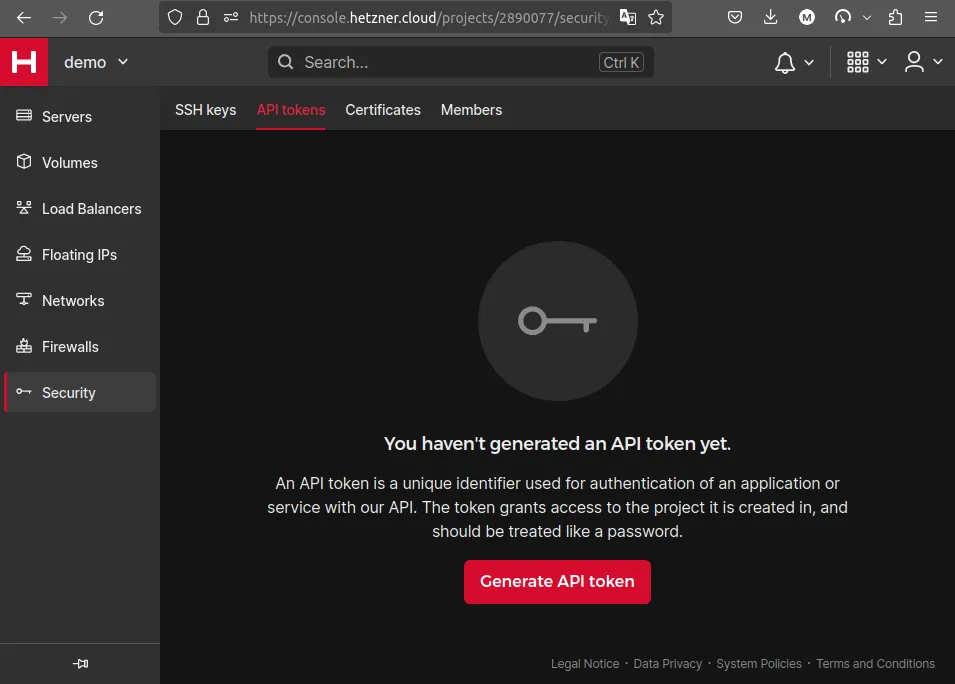 https://console.hetzner.cloud/projects/2890077/security
M
H
demo
Search...
Ctrl K
SSH keys
API tokens
Certificates
Members
Servers
Volumes
Load Balancers
Floating IPs
Networks
Firewalls
Security
You haven't generated an API token yet.
An API token is a unique identifier used for authentication of an application or
service with our API. The token grants access to the project it is created in, and
should be treated like a password.
Generate API token
Legal Notice · Data Privacy · System Policies · Terms and Conditions